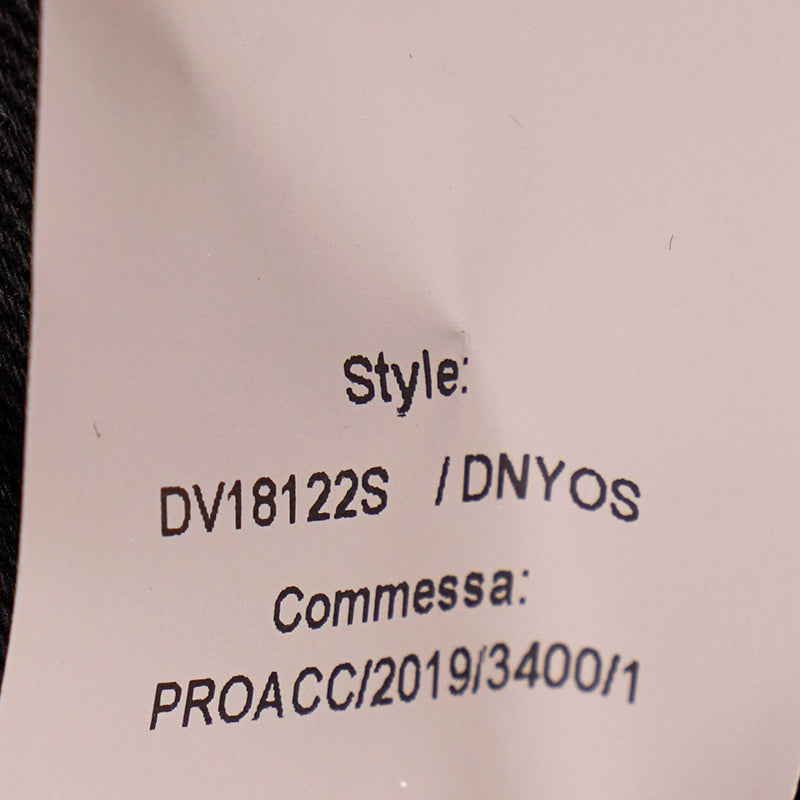 Style:
DV18122S /DNYOS
Commessa:
PROACC/2019/3400/1